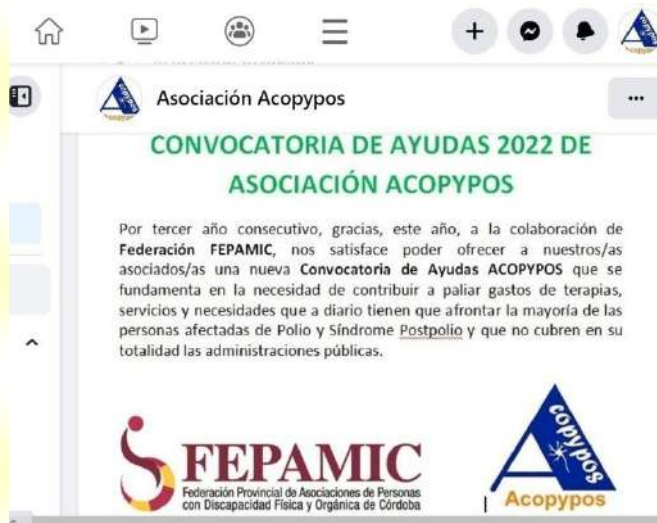 Asociación Acopypos
CONVOCATORIA DE AYUDAS 2022 DE
ASOCIACIÓN ACOPYPOS
Por tercer año consecutivo, gracias, este año, a la colaboración de
Federación FEPAMIC, nos satisface poder ofrecer a nuestros/as
asociados/as una nueva Convocatoria de Ayudas ACOPYPOS que se
fundamenta en la necesidad de contribuir a paliar gastos de terapias,
servicios y necesidades que a diario tienen que afrontar la mayoría de las
personas afectadas de Polio y Síndrome Postpolio y que no cubren en su
totalidad las administraciones públicas.
FEPAMIC
Federación Provincial de Asociaciones de Personas
con Discapacidad Física y Orgánica de Córdoba
Acopypos
Acopypos